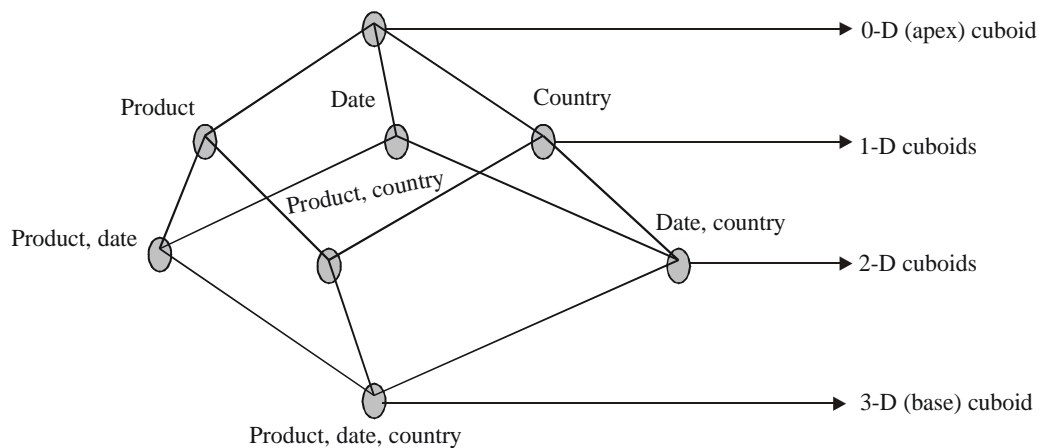 0-D (apex) cuboid
Product
Date
Country
1-D cuboids
Product, country
Product, date
Date, country
2-D cuboids
3-D (base) cuboid
Product, date, country